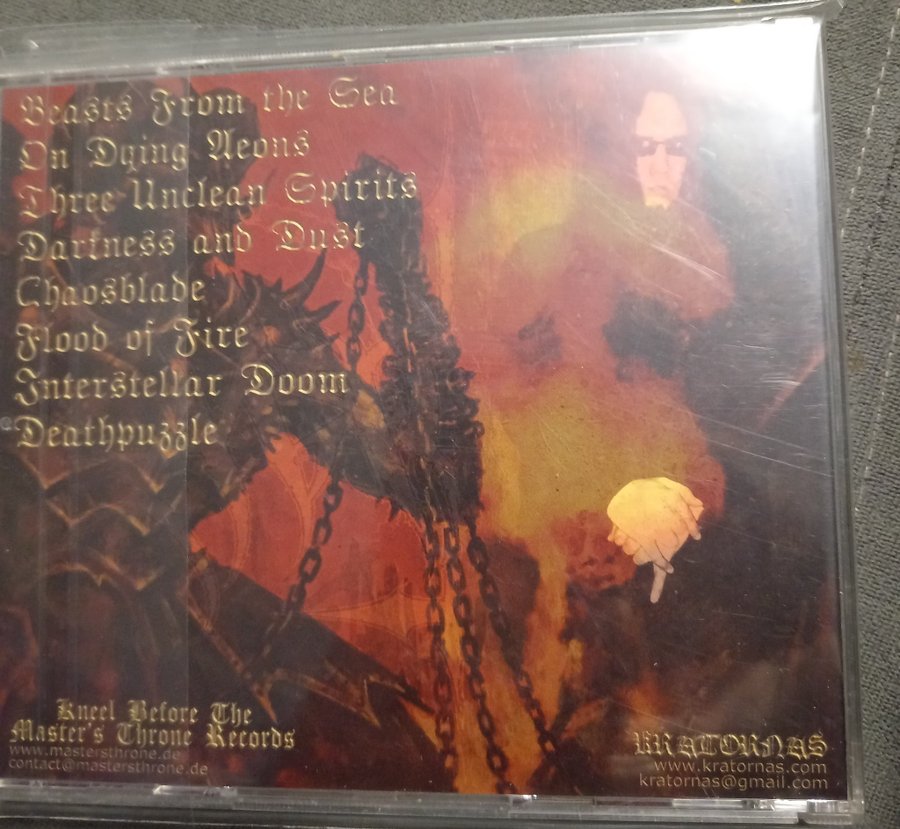 Beasts From the Sea
On Dying Aeons
Three Unclean Spirits
Darkness and Dust
Chaosblade
Flood of Fire
Interstellar Doom
Deathpuzzle
Kneel Before The
Master's Throne Records
www.mastersthrone.de
contact@mastersthrone.de
KRATORNAS
www.kratornas.com
kratornas@gmail.com